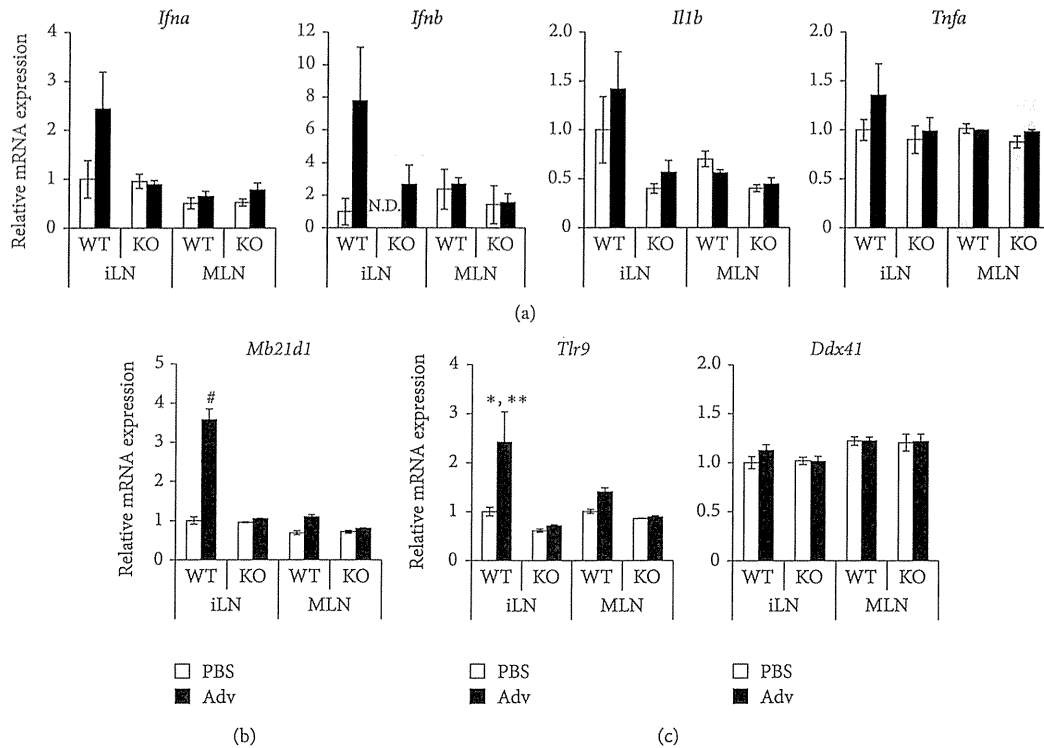 Ifna Ifnb Il1b Tnfa
Relative mRNA expression
5 4 3 2 1 0
12 10 8 6 4 2 0
2.0 1.5 1.0 0.5 0
2.0 1.5 1.0 0.5 0
N.D.
WT KO WT KO WT KO WT KO WT KO WT KO WT KO WT KO
iLN MLN iLN MLN iLN MLN iLN MLN
(a)
Mb21d1 Tlr9 Ddx41
Relative mRNA expression
5 4 3 2 1 0
#
Relative mRNA expression
4 3 2 1 0
*, **
2.0 1.5 1.0 0.5 0
WT KO WT KO WT KO WT KO WT KO WT KO
iLN MLN iLN MLN iLN MLN
PBS PBS PBS
Adv Adv Adv
(b) (c)